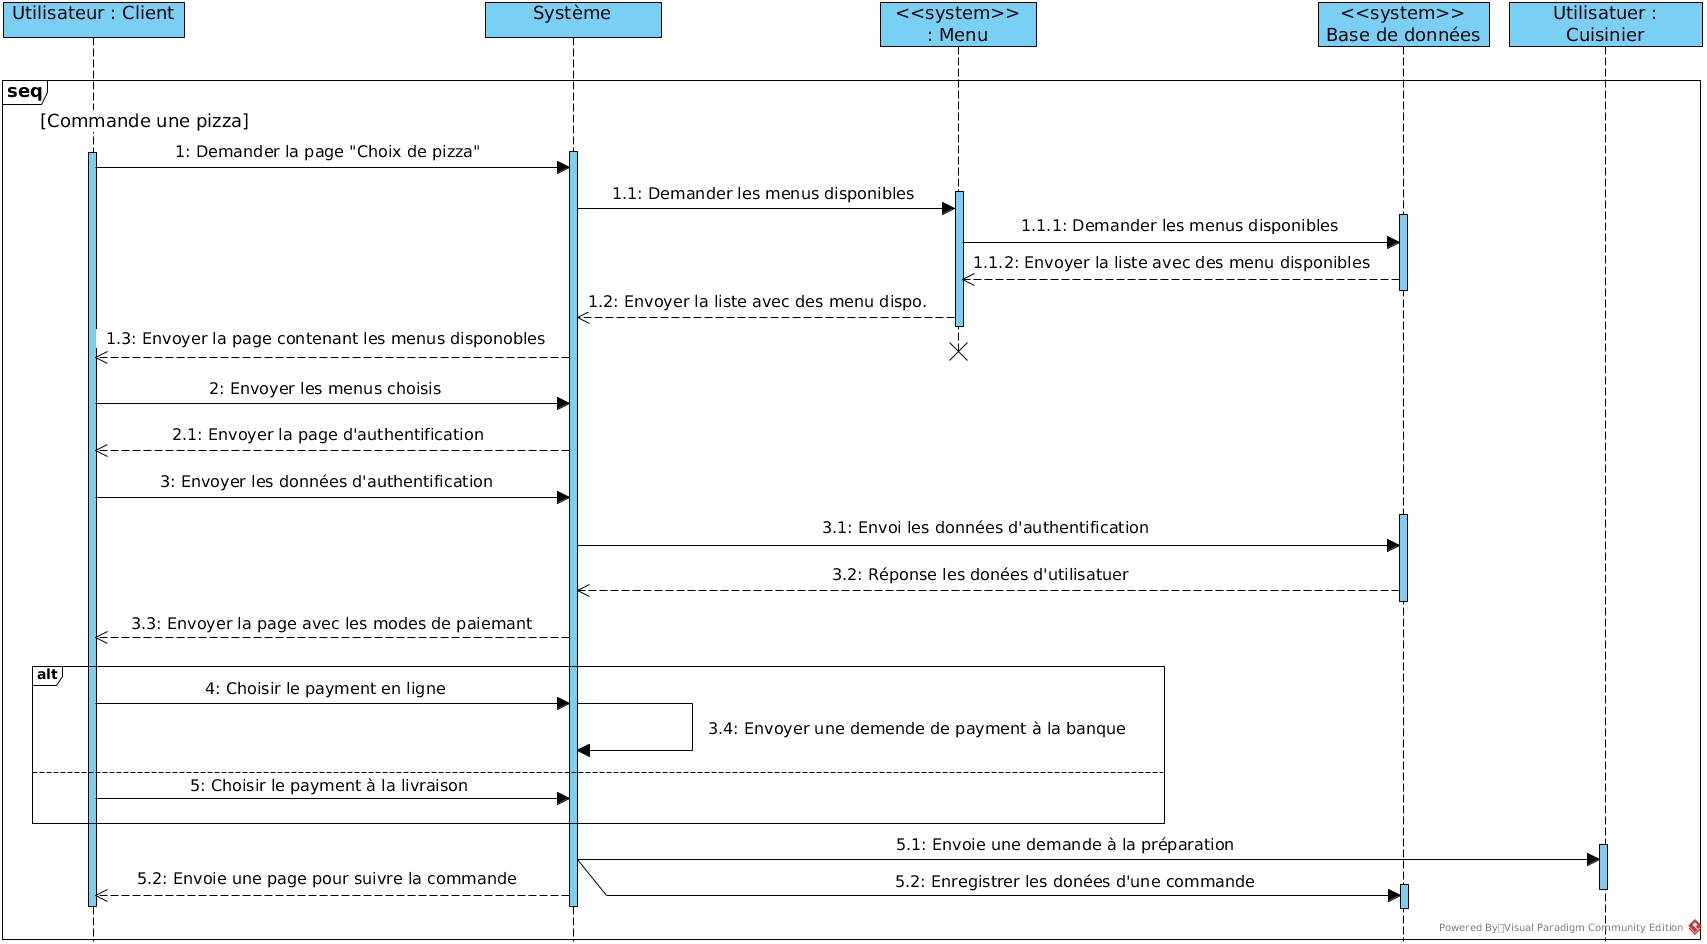 Utilisateur : Client
Système
<<system>>
: Menu
<<system>>
Base de données
Utilisatuer :
Cuisinier
seq
[Commande une pizza]
1: Demander la page "Choix de pizza"
1.1: Demander les menus disponibles
1.1.1: Demander les menus disponibles
1.1.2: Envoyer la liste avec des menu disponibles
1.2: Envoyer la liste avec des menu dispo.
1.3: Envoyer la page contenant les menus disponobles
2: Envoyer les menus choisis
2.1: Envoyer la page d'authentification
3: Envoyer les données d'authentification
3.1: Envoi les données d'authentification
3.2: Réponse les donées d'utilisatuer
3.3: Envoyer la page avec les modes de paiemant
alt
4: Choisir le payment en ligne
3.4: Envoyer une demende de payment à la banque
5: Choisir le payment à la livraison
5.1: Envoie une demande à la préparation
5.2: Envoie une page pour suivre la commande
5.2: Enregistrer les donées d'une commande
Powered By Visual Paradigm Community Edition